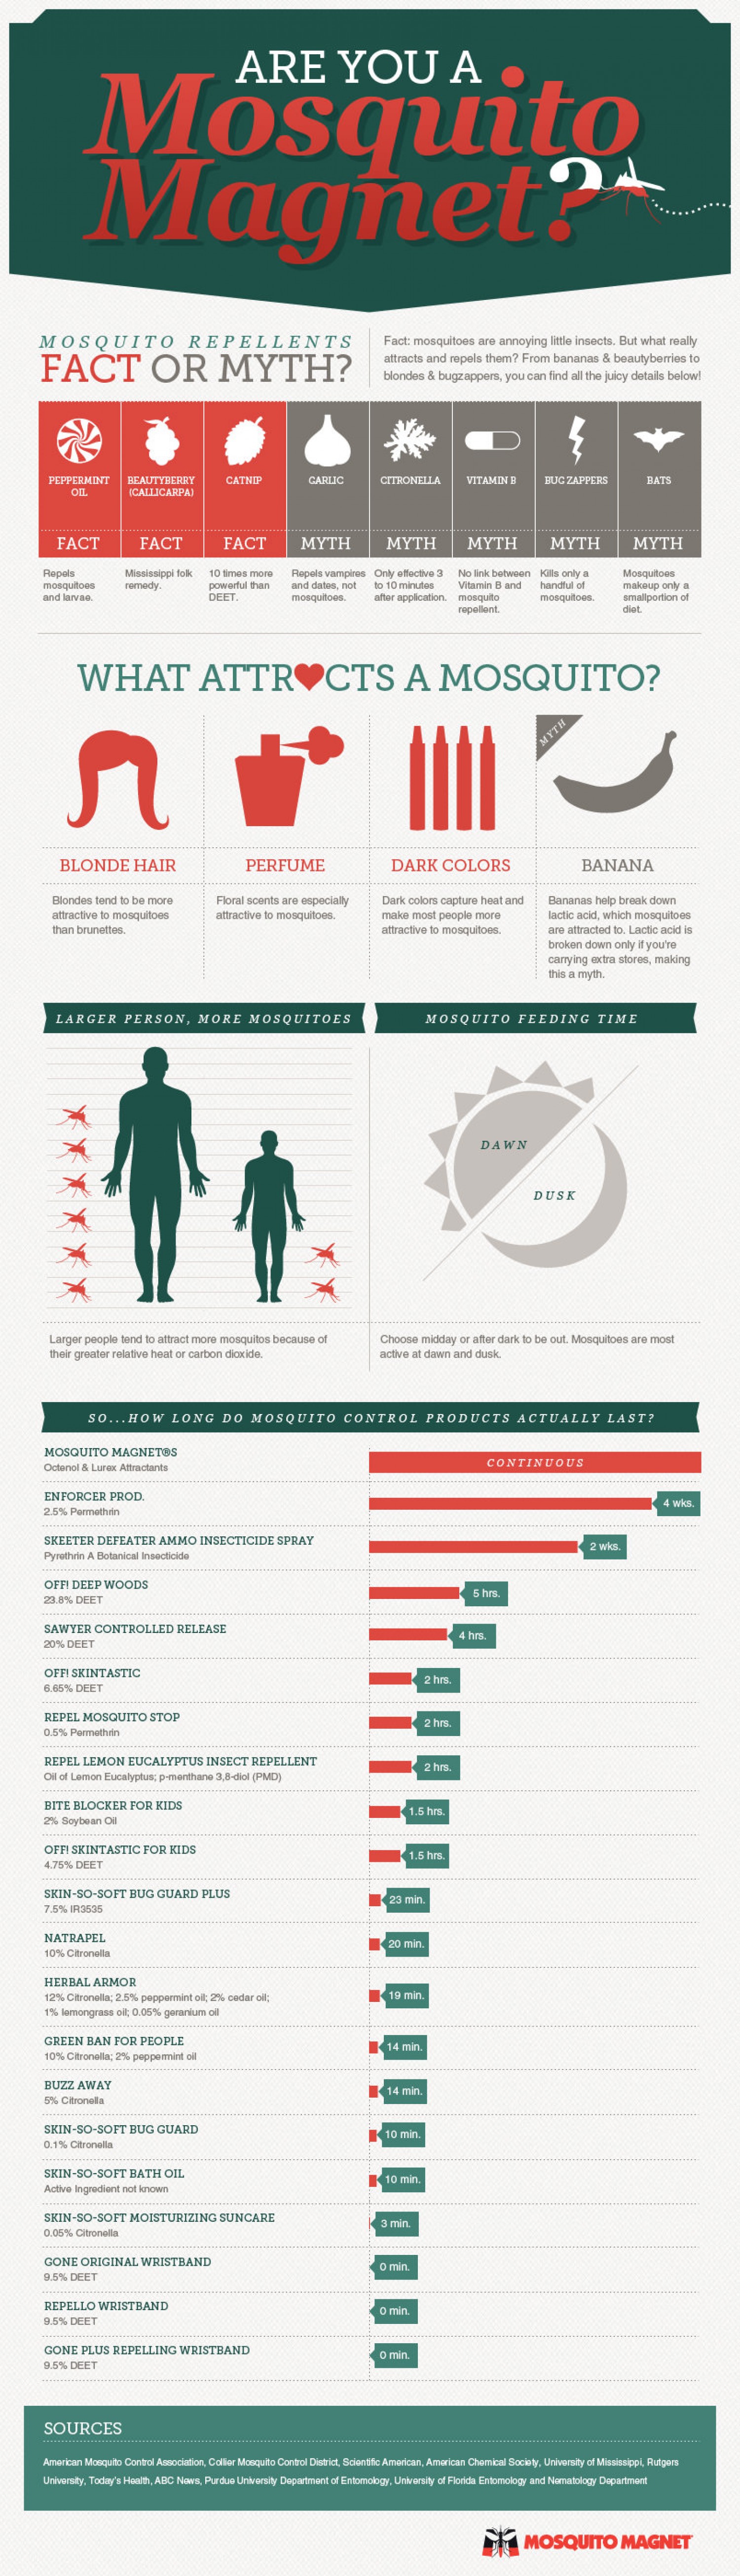 ARE YOU A
Mosquito
Magnet?
MOSQUITO REPELLENTS
FACT OR MYTH?
Fact: mosquitoes are annoying little insects. But what really
attracts and repels them? From bananas & beautyberries to
blondes & bugzappers, you can find all the juicy details below!
PEPPERMINT
OIL
FACT
Repels
mosquitoes
and larvae.
BEAUTYBERRY
(CALLICARPA)
FACT
Mississippi folk
remedy.
CATNIP
FACT
10 times more
powerful than
DEET.
GARLIC
MYTH
Repels vampires
and dates, not
mosquitoes.
CITRONELLA
MYTH
Only effective 3
to 10 minutes
after application.
VITAMIN B
MYTH
No link between
Vitamin B and
mosquito
repellent.
BUG ZAPPERS
MYTH
Kills only a
handful of
mosquitoes.
BATS
MYTH
Mosquitoes
makeup only a
smallportion of
diet.
WHAT ATTR♥CTS A MOSQUITO?
BLONDE HAIR
Blondes tend to be more
attractive to mosquitoes
than brunettes.
PERFUME
Floral scents are especially
attractive to mosquitoes.
DARK COLORS
Dark colors capture heat and
make most people more
attractive to mosquitoes.
MYTH
BANANA
Bananas help break down
lactic acid, which mosquitoes
are attracted to. Lactic acid is
broken down only if you're
carrying extra stores, making
this a myth.
LARGER PERSON, MORE MOSQUITOES
Larger people tend to attract more mosquitos because of
their greater relative heat or carbon dioxide.
MOSQUITO FEEDING TIME
DAWN
DUSK
Choose midday or after dark to be out. Mosquitoes are most
active at dawn and dusk.
SO...HOW LONG DO MOSQUITO CONTROL PRODUCTS ACTUALLY LAST?
MOSQUITO MAGNET®S
Octenol & Lurex Attractants
CONTINUOUS
ENFORCER PROD.
2.5% Permethrin
4 wks.
SKEETER DEFEATER AMMO INSECTICIDE SPRAY
Pyrethrin A Botanical Insecticide
2 wks.
OFF! DEEP WOODS
23.8% DEET
5 hrs.
SAWYER CONTROLLED RELEASE
20% DEET
4 hrs.
OFF! SKINTASTIC
6.65% DEET
2 hrs.
REPEL MOSQUITO STOP
0.5% Permethrin
2 hrs.
REPEL LEMON EUCALYPTUS INSECT REPELLENT
Oil of Lemon Eucalyptus; p-menthane 3,8-diol (PMD)
2 hrs.
BITE BLOCKER FOR KIDS
2% Soybean Oil
1.5 hrs.
OFF! SKINTASTIC FOR KIDS
4.75% DEET
1.5 hrs.
SKIN-SO-SOFT BUG GUARD PLUS
7.5% IR3535
23 min.
NATRAPEL
10% Citronella
20 min.
HERBAL ARMOR
12% Citronella; 2.5% peppermint oil; 2% cedar oil;
1% lemongrass oil; 0.05% geranium oil
19 min.
GREEN BAN FOR PEOPLE
10% Citronella; 2% peppermint oil
14 min.
BUZZ AWAY
5% Citronella
14 min.
SKIN-SO-SOFT BUG GUARD
0.1% Citronella
10 min.
SKIN-SO-SOFT BATH OIL
Active Ingredient not known
10 min.
SKIN-SO-SOFT MOISTURIZING SUNCARE
0.05% Citronella
3 min.
GONE ORIGINAL WRISTBAND
9.5% DEET
0 min.
REPELLO WRISTBAND
9.5% DEET
0 min.
GONE PLUS REPELLING WRISTBAND
9.5% DEET
0 min.
SOURCES
American Mosquito Control Association, Collier Mosquito Control District, Scientific American, American Chemical Society, University of Mississippi, Rutgers
University, Today's Health, ABC News, Purdue University Department of Entomology, University of Florida Entomology and Nematology Department
MOSQUITO MAGNET